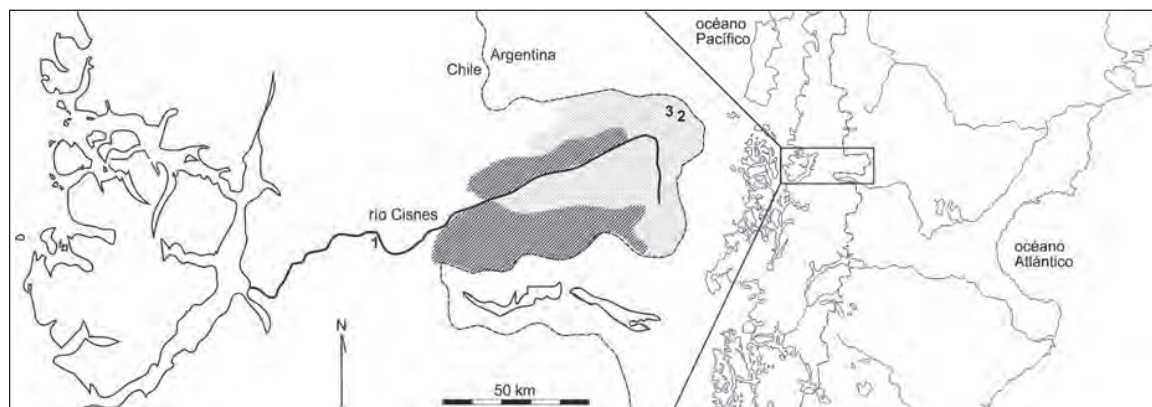 Chile
Argentina
3 2
río Cisnes
1
N
50 km
océano
Pacífico
océano
Atlántico